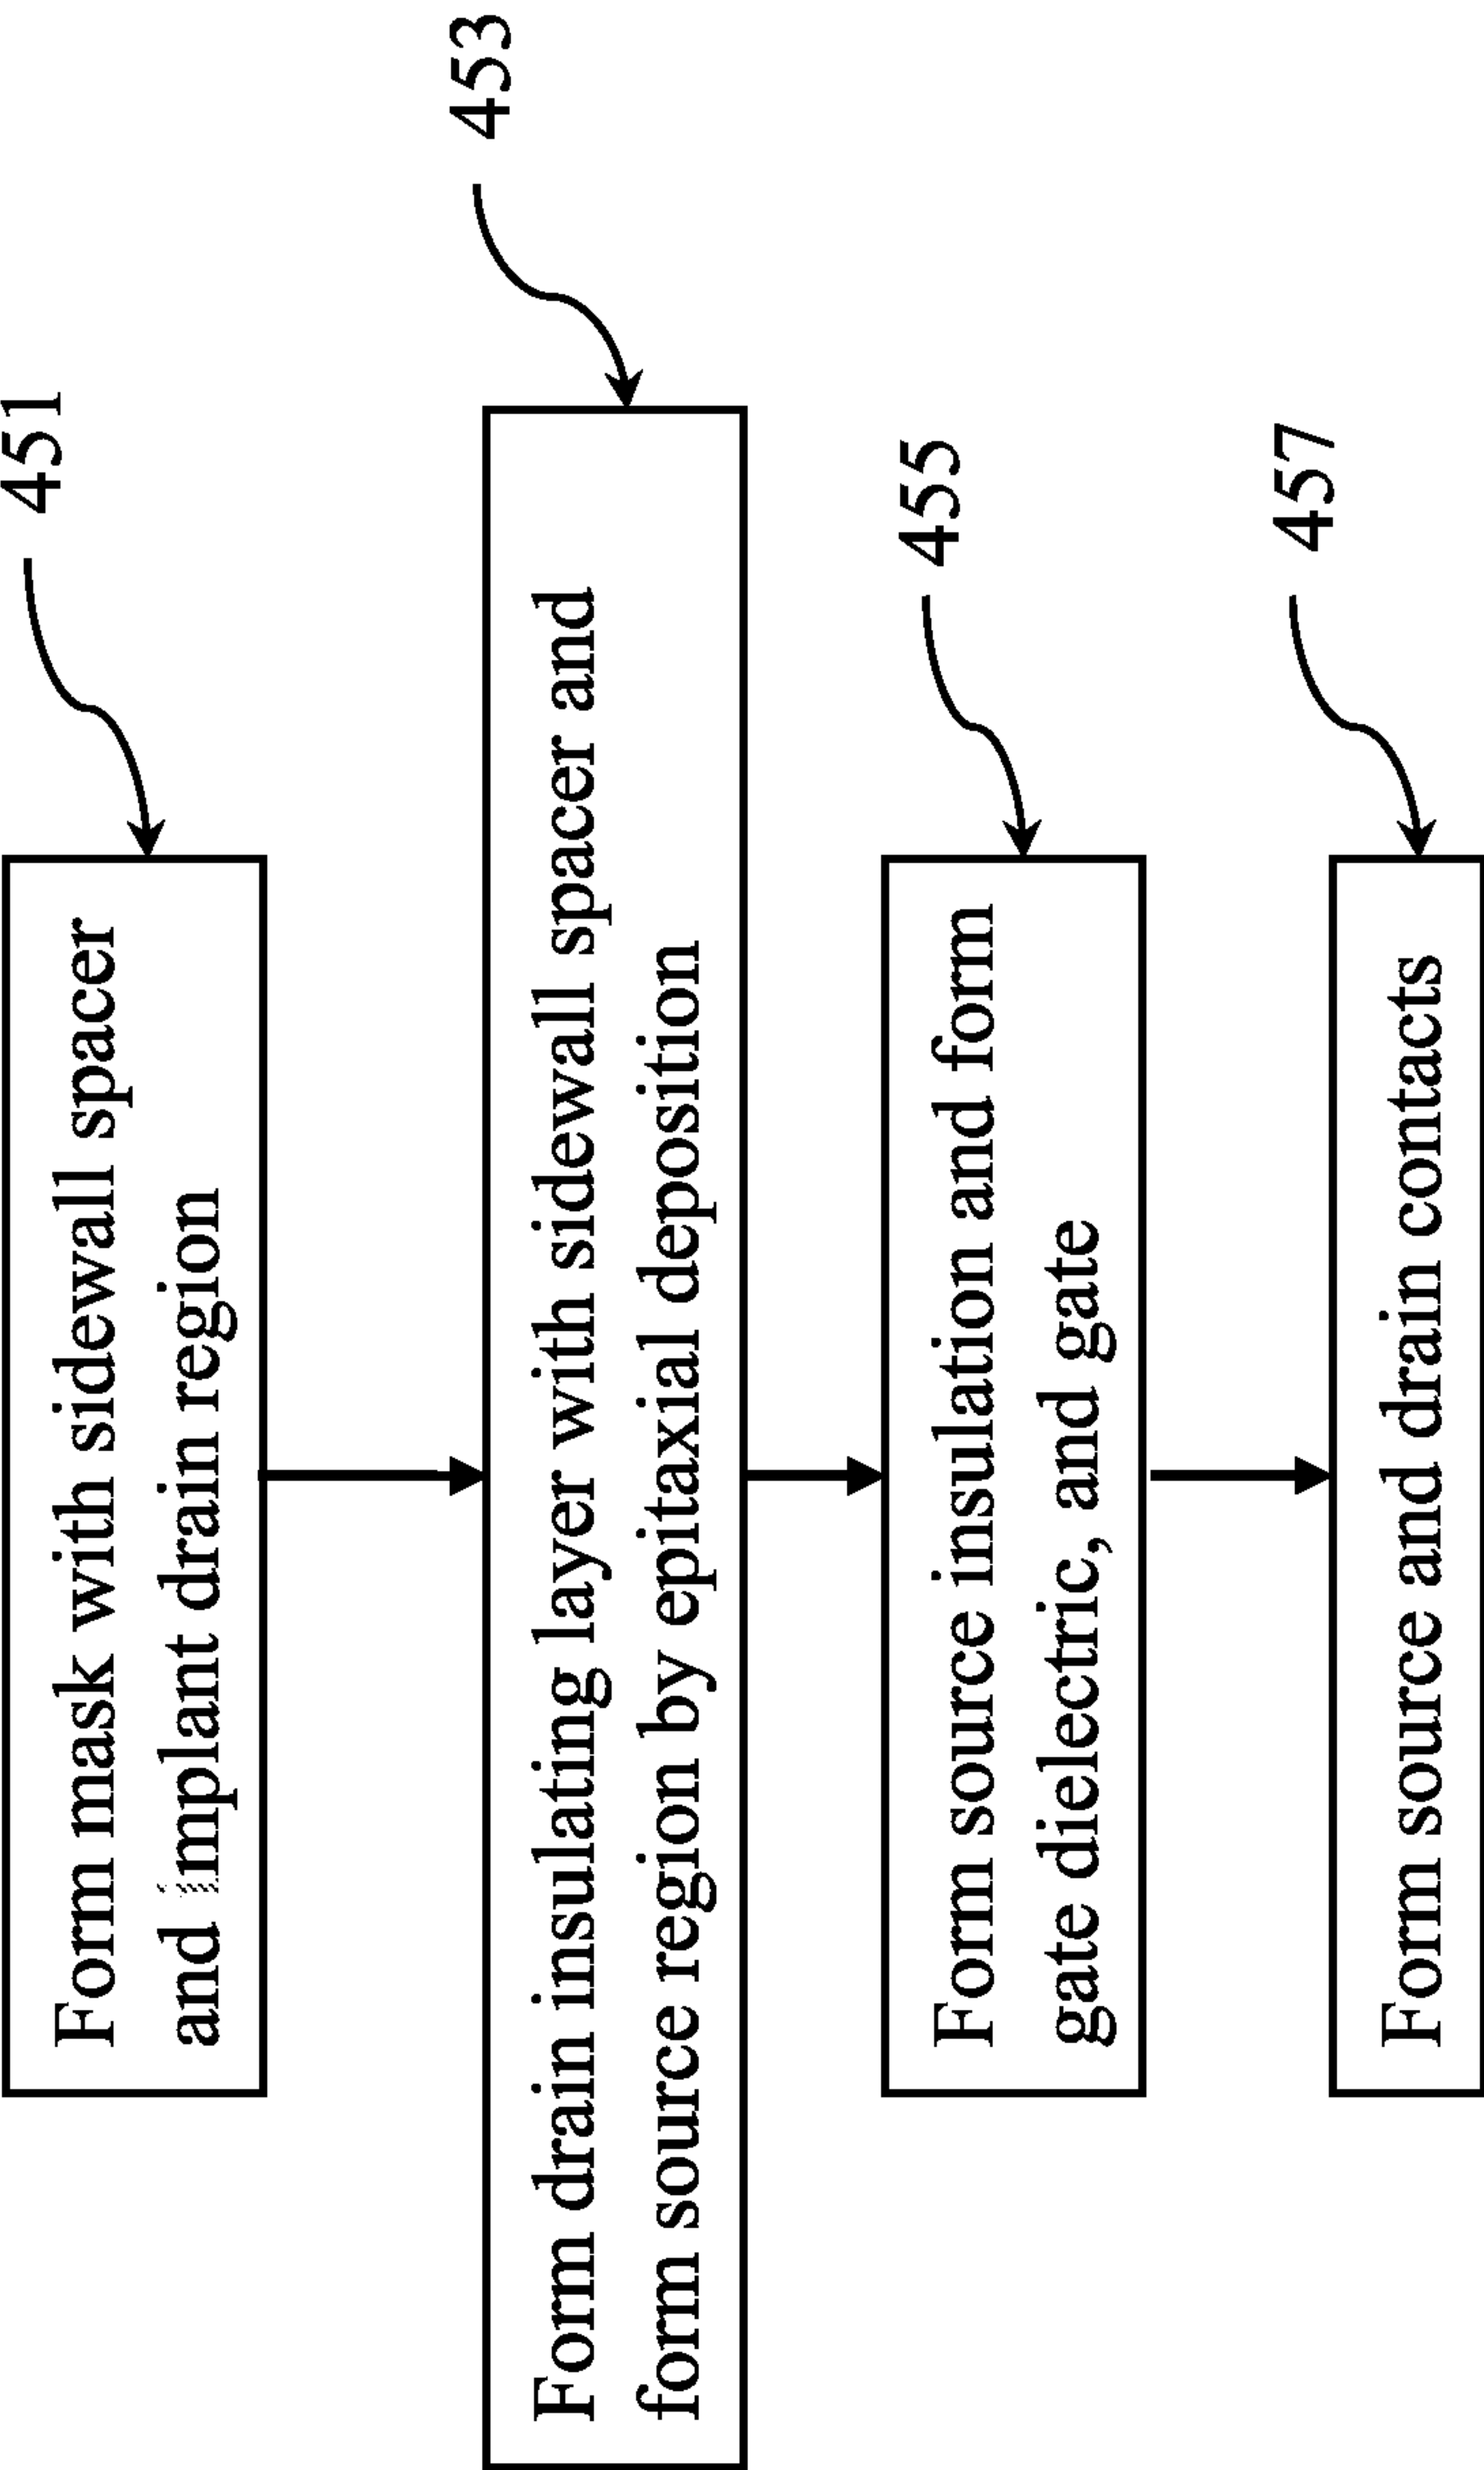 451
Form mask with sidewall spacer
and implant drain region
453
Form drain insulating layer with sidewall spacer and
form source region by epitaxial deposition
455
Form source insulation and form
gate dielectric, and gate
457
Form source and drain contacts